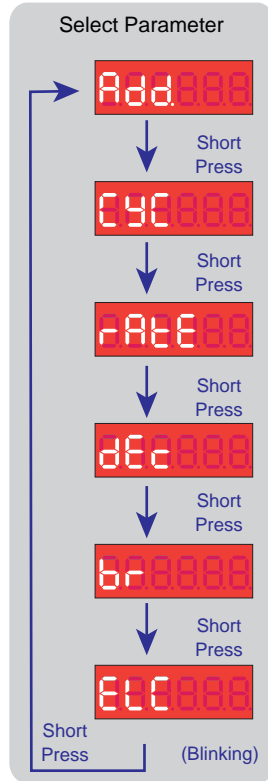 Select Parameter
Add.
Short
Press
CYC
Short
Press
rAtE
Short
Press
dEc
Short
Press
br
Short
Press
ELC
Short
Press
(Blinking)